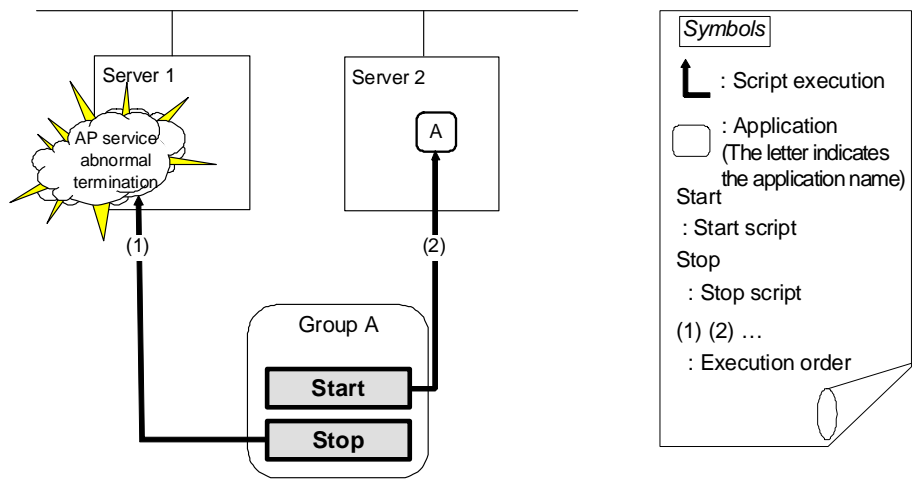 Server 1
AP service
abnormal
termination
Server 2
A
(1)
(2)
Group A
Start
Stop
Symbols
: Script execution
: Application
(The letter indicates
the application name)
Start
: Start script
Stop
: Stop script
(1) (2) …
: Execution order